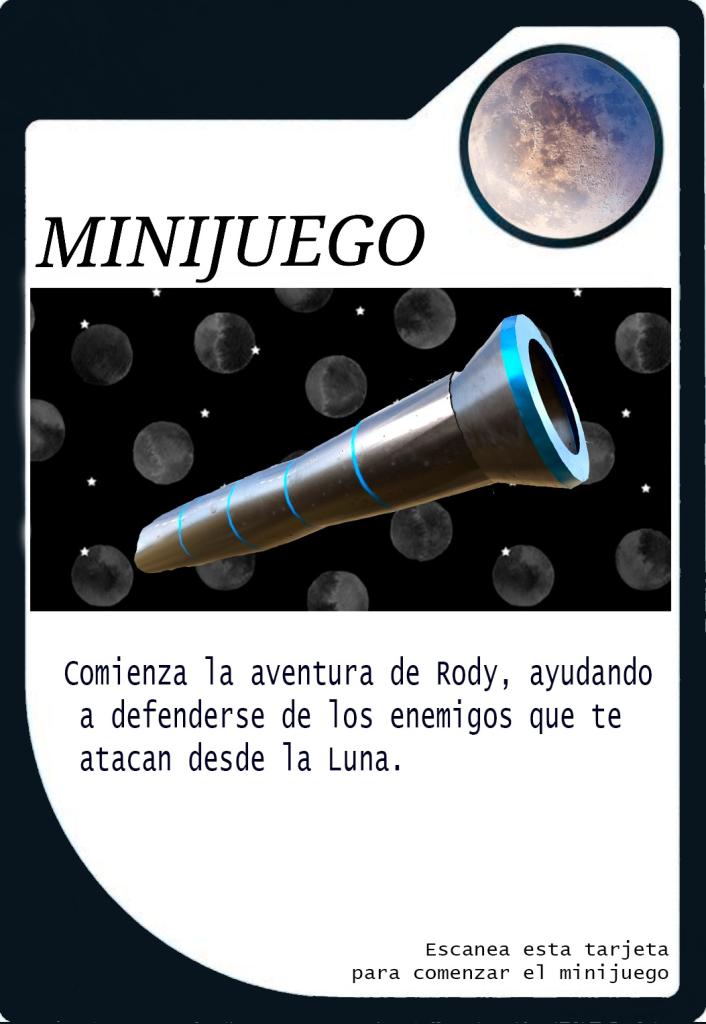 MINIJUEGO
Comienza la aventura de Rody, ayudando
a defenderse de los enemigos que te
atacan desde la Luna.
Escanea esta tarjeta
para comenzar el minijuego